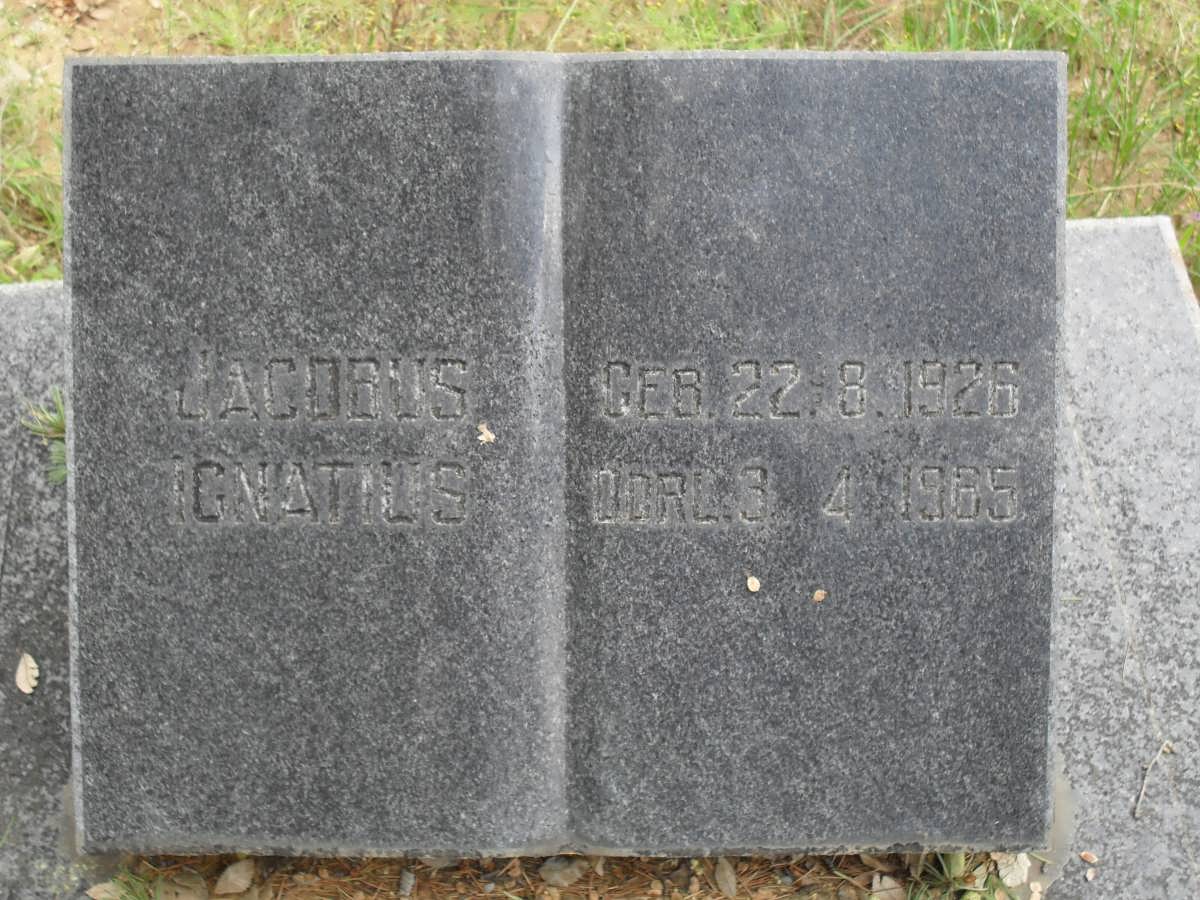 JACOBUS
IGNATIUS
GEB. 22. 8. 1926
OORL. 3 4 1965